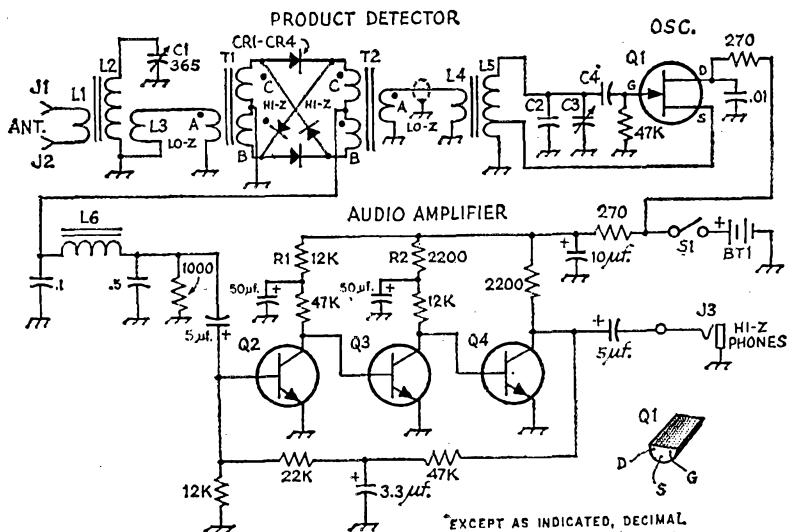 PRODUCT DETECTOR
OSC.
CR1-CR4
Q1
270
C1
365
L2
T1
T2
L5
J1
L1
L4
C4*
D
G
S
.01
ANT.
C
C
HI-Z
HI-Z
A
A
L3
LO-Z
LO-Z
J2
B
B
C2
C3
47K
AUDIO AMPLIFIER
L6
270
S1
+
BT1
R1
12K
R2
2200
+
10µf.
2200
.1
.5
1000
50µf.
+
47K
50µf.
+
12K
5µf.
+
Q2
Q3
Q4
+
5µf.
J3
HI-Z
PHONES
Q1
D
S
G
12K
22K
+
3.3µf.
47K
*EXCEPT AS INDICATED, DECIMAL